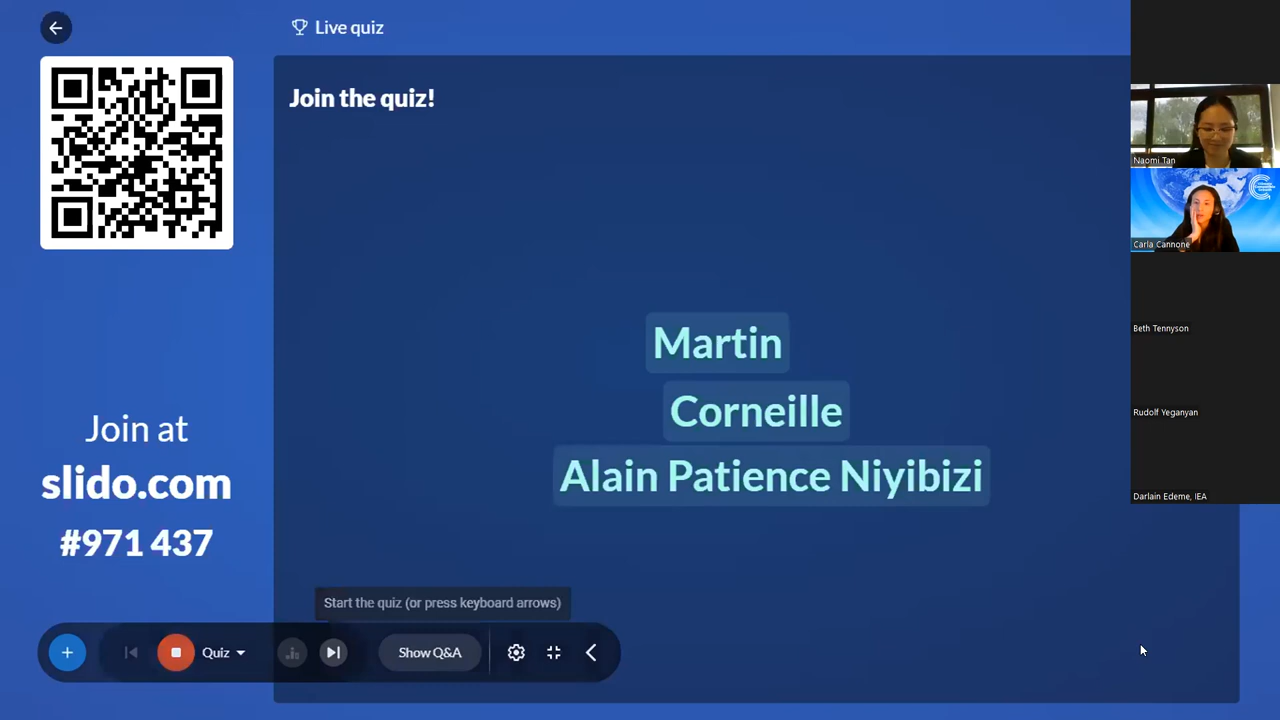 Live quiz
Join the quiz!
Martin
Corneille
Alain Patience Niyibizi
Join at
slido.com
#971 437
Start the quiz (or press keyboard arrows)
Quiz
Show Q&A
Naomi Tan
Carla Cannone
Beth Tennyson
Rudolf Yeganyan
Darlain Edeme, IEA